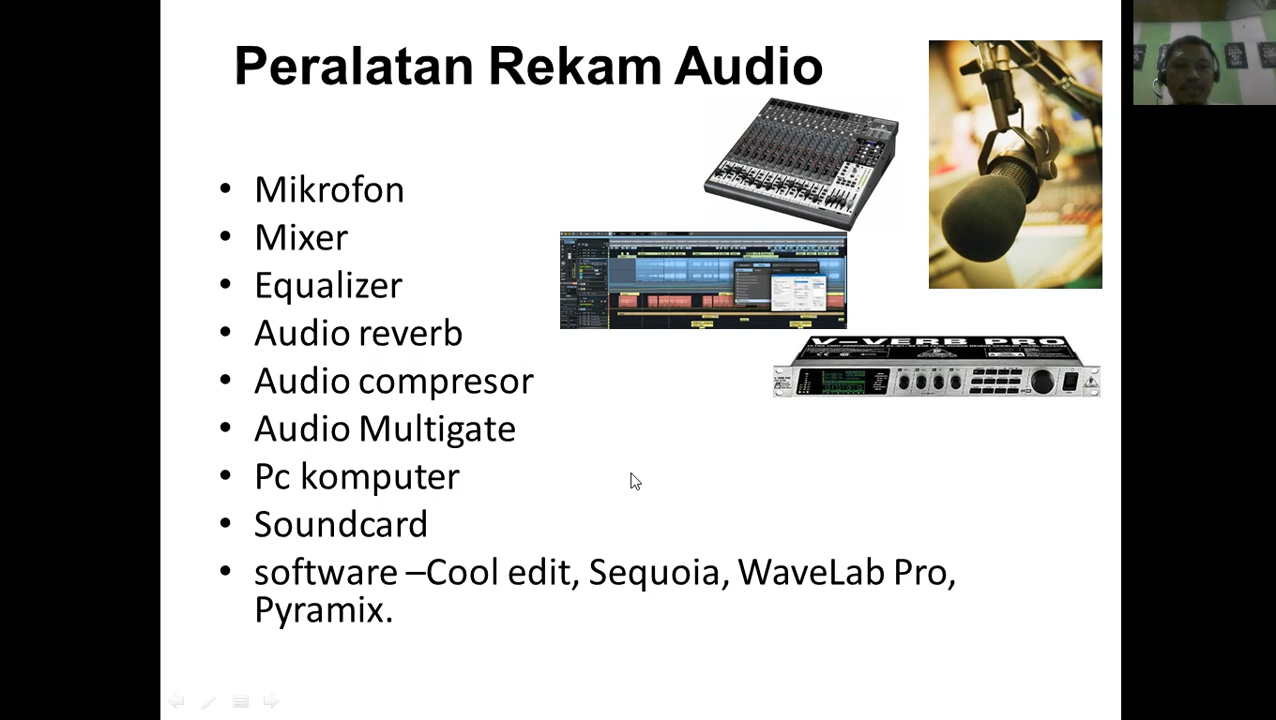 Peralatan Rekam Audio
• Mikrofon
• Mixer
• Equalizer
• Audio reverb
• Audio compresor
• Audio Multigate
• Pc komputer
• Soundcard
• software –Cool edit, Sequoia, WaveLab Pro,
Pyramix.
V-VERB PRO